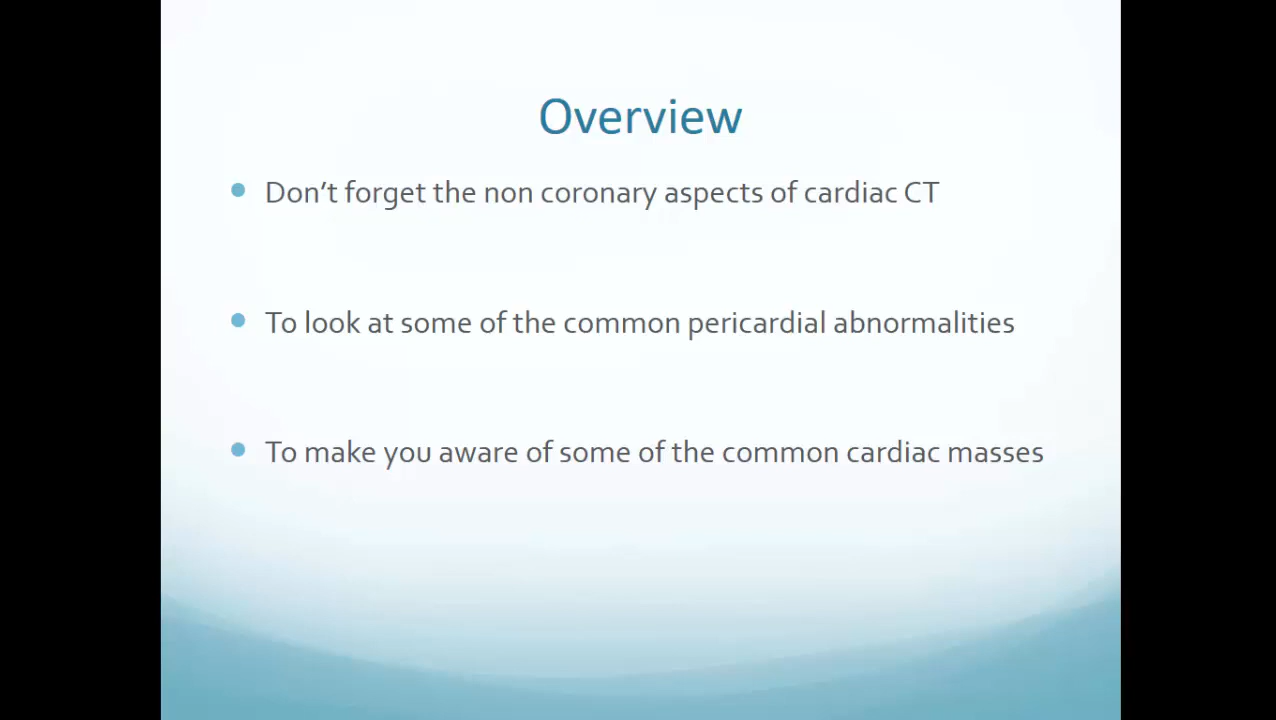 Overview
Don’t forget the non coronary aspects of cardiac CT
To look at some of the common pericardial abnormalities
To make you aware of some of the common cardiac masses